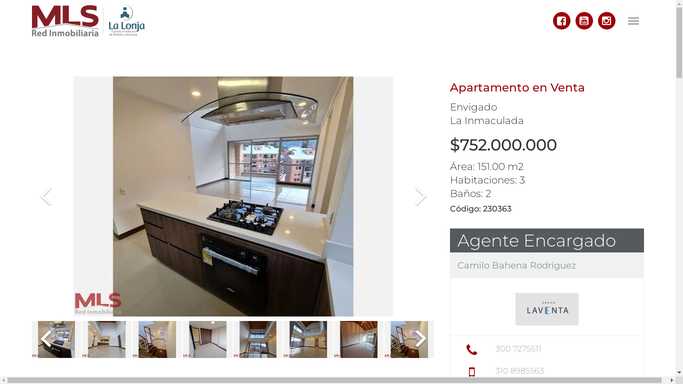 MLS
Red Inmobiliaria
La Lonja
Apartamento en Venta
Envigado
La Inmaculada
$752.000.000
Área: 151.00 m2
Habitaciones: 3
Baños: 2
Código: 230363
MLS
Red Inmobiliaria
Agente Encargado
Camilo Bahena Rodriguez
LAVENTA
300 7275611
310 8985563